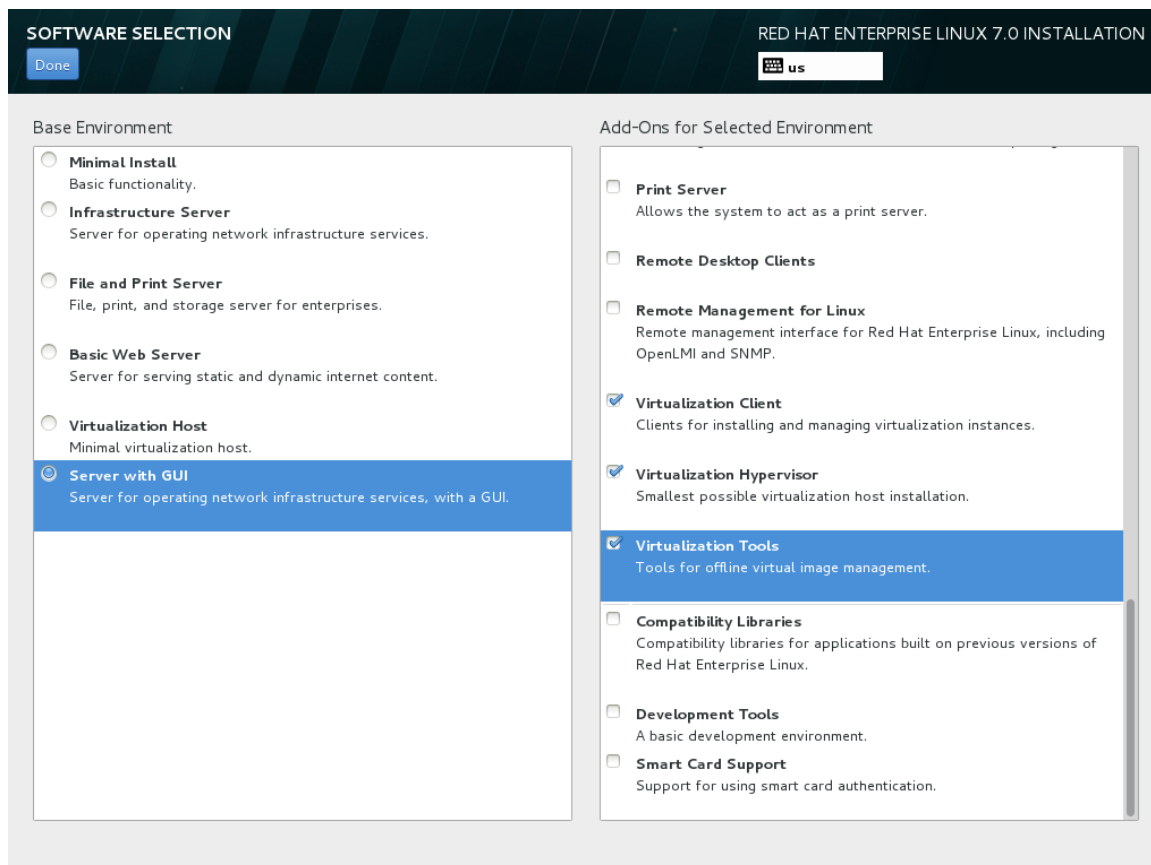 SOFTWARE SELECTION
Done
RED HAT ENTERPRISE LINUX 7.0 INSTALLATION
us
Base Environment
Minimal Install
Basic functionality.
Infrastructure Server
Server for operating network infrastructure services.
File and Print Server
File, print, and storage server for enterprises.
Basic Web Server
Server for serving static and dynamic internet content.
Virtualization Host
Minimal virtualization host.
Server with GUI
Server for operating network infrastructure services, with a GUI.
Add-Ons for Selected Environment
Print Server
Allows the system to act as a print server.
Remote Desktop Clients
Remote Management for Linux
Remote management interface for Red Hat Enterprise Linux, including
OpenLMI and SNMP.
Virtualization Client
Clients for installing and managing virtualization instances.
Virtualization Hypervisor
Smallest possible virtualization host installation.
Virtualization Tools
Tools for offline virtual image management.
Compatibility Libraries
Compatibility libraries for applications built on previous versions of
Red Hat Enterprise Linux.
Development Tools
A basic development environment.
Smart Card Support
Support for using smart card authentication.